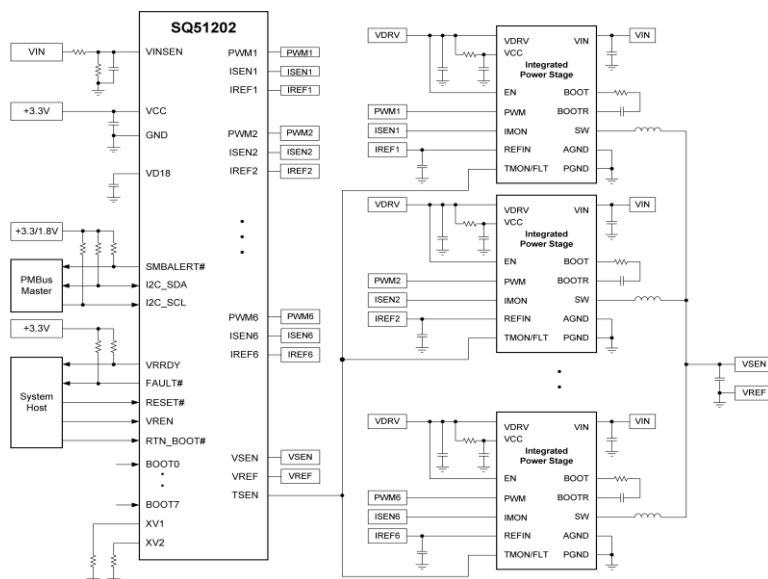 SQ51202
VIN
VINSEN
+3.3V
VCC
GND
VD18
+3.3/1.8V
PMBus
Master
SMBALERT#
I2C_SDA
I2C_SCL
+3.3V
System
Host
VRRDY
FAULT#
RESET#
VREN
RTN_BOOT#
BOOT0
BOOT7
XV1
XV2
PWM1 PWM1
ISEN1 ISEN1
IREF1 IREF1
PWM2 PWM2
ISEN2 ISEN2
IREF2 IREF2
PWM6 PWM6
ISEN6 ISEN6
IREF6 IREF6
VSEN VSEN
VREF VREF
TSEN
VDRV VDRV VIN VIN
VCC
Integrated
Power Stage
EN BOOT
PWM1 PWM BOOTR
ISEN1 IMON SW
IREF1 REFIN AGND
TMON/FLT PGND
VDRV VDRV VIN VIN
VCC
Integrated
Power Stage
EN BOOT
PWM2 PWM BOOTR
ISEN2 IMON SW
IREF2 REFIN AGND
TMON/FLT PGND
VSEN
VREF
VDRV VDRV VIN VIN
VCC
Integrated
Power Stage
EN BOOT
PWM6 PWM BOOTR
ISEN6 IMON SW
IREF6 REFIN AGND
TMON/FLT PGND